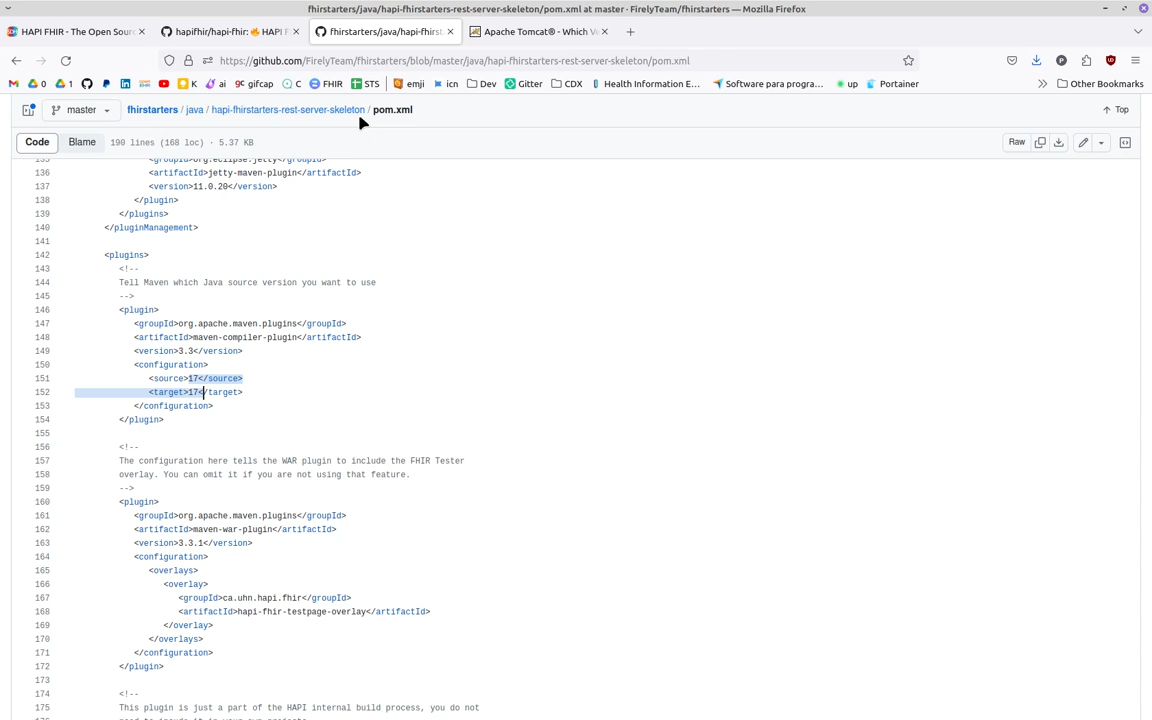 fhirstarters/java/hapi-fhirstarters-rest-server-skeleton/pom.xml at master · FirelyTeam/fhirstarters — Mozilla Firefox
HAPI FHIR - The Open Sour
hapifhir/hapi-fhir: 🔥 HAPI F
fhirstarters/java/hapi-fhirst
Apache Tomcat® - Which Ve
https://github.com/FirelyTeam/fhirstarters/blob/master/java/hapi-fhirstarters-rest-server-skeleton/pom.xml
M 0 1 in K ai 9c gifcap C FHIR STS emji icn Dev Gitter CDX Health Information E… Software para progra… up Portainer Other Bookmarks
master fhirstarters / java / hapi-fhirstarters-rest-server-skeleton / pom.xml Top
Code Blame 190 lines (168 loc) · 5.37 KB Raw
135 <groupId>org.eclipse.jetty</groupId>
136 <artifactId>jetty-maven-plugin</artifactId>
137 <version>11.0.20</version>
138 </plugin>
139 </plugins>
140 </pluginManagement>
141
142 <plugins>
143 <!--
144 Tell Maven which Java source version you want to use
145 -->
146 <plugin>
147 <groupId>org.apache.maven.plugins</groupId>
148 <artifactId>maven-compiler-plugin</artifactId>
149 <version>3.3</version>
150 <configuration>
151 <source>17</source>
152 <target>17</target>
153 </configuration>
154 </plugin>
155
156 <!--
157 The configuration here tells the WAR plugin to include the FHIR Tester
158 overlay. You can omit it if you are not using that feature.
159 -->
160 <plugin>
161 <groupId>org.apache.maven.plugins</groupId>
162 <artifactId>maven-war-plugin</artifactId>
163 <version>3.3.1</version>
164 <configuration>
165 <overlays>
166 <overlay>
167 <groupId>ca.uhn.hapi.fhir</groupId>
168 <artifactId>hapi-fhir-testpage-overlay</artifactId>
169 </overlay>
170 </overlays>
171 </configuration>
172 </plugin>
173
174 <!--
175 This plugin is just a part of the HAPI internal build process, you do not